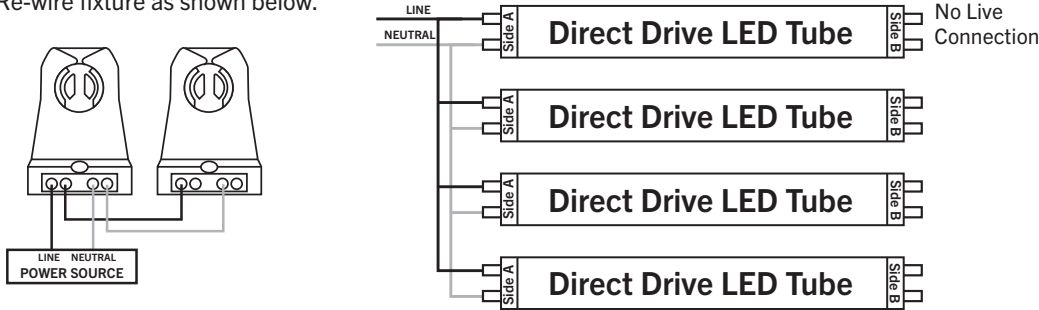 Re-wire fixture as shown below.
LINE NEUTRAL
POWER SOURCE
LINE
NEUTRAL
Side A Direct Drive LED Tube Side B
No Live
Connection
Side A Direct Drive LED Tube Side B
Side A Direct Drive LED Tube Side B
Side A Direct Drive LED Tube Side B